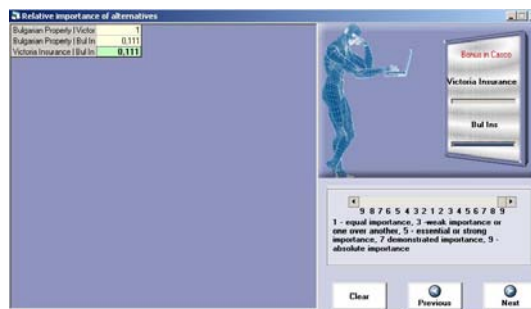 Relative importance of alternatives
Bulgarian Property | Victor 1
Bulgarian Property | Bul In 0,111
Victoria Insurance | Bul In 0,111
Bonus in Casco
Victoria Insurance
Bul Ins
9 8 7 6 5 4 3 2 1 2 3 4 5 6 7 8 9
1 - equal importance, 3 -weak importance or
one over another, 5 - essential or strong
importance, 7 demonstrated importance, 9 -
absolute importance
Clear
Previous
Next